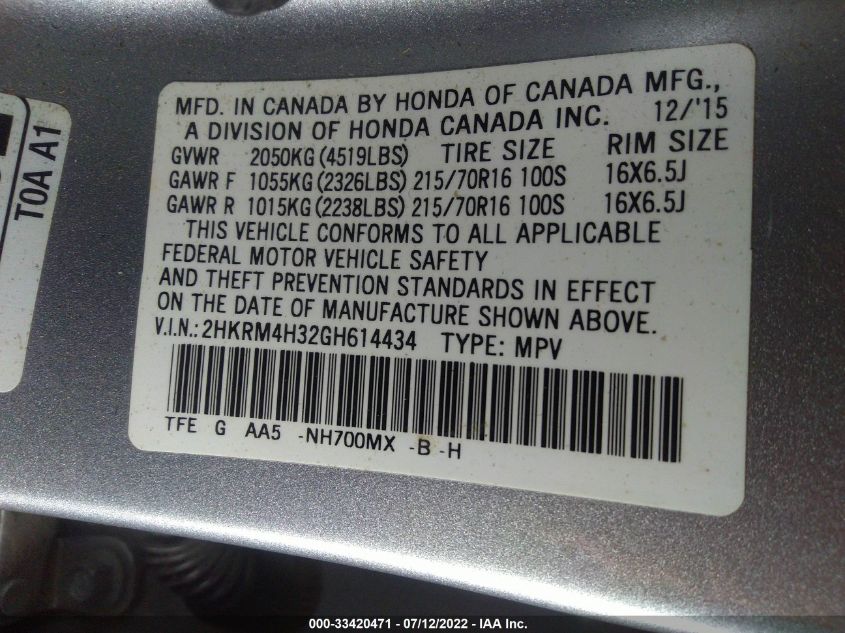 TOA A1
MFD. IN CANADA BY HONDA OF CANADA MFG.,
A DIVISION OF HONDA CANADA INC. 12/'15
GVWR 2050KG (4519LBS) TIRE SIZE RIM SIZE
GAWR F 1055KG (2326LBS) 215/70R16 100S 16X6.5J
GAWR R 1015KG (2238LBS) 215/70R16 100S 16X6.5J
THIS VEHICLE CONFORMS TO ALL APPLICABLE
FEDERAL MOTOR VEHICLE SAFETY
AND THEFT PREVENTION STANDARDS IN EFFECT
ON THE DATE OF MANUFACTURE SHOWN ABOVE.
V.I.N.: 2HKRM4H32GH614434 TYPE: MPV
TFE G AA5 -NH700MX -B -H
000-33420471 - 07/12/2022 - IAA Inc.